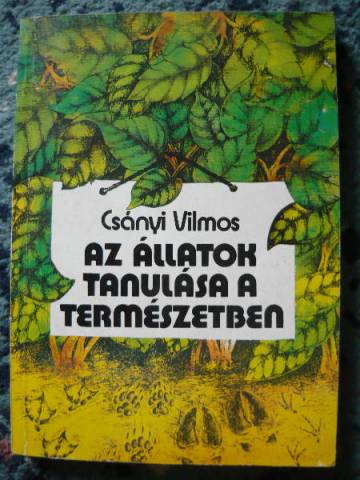 Csányi Vilmos
AZ ÁLLATOK
TANULÁSA A
TERMÉSZETBEN